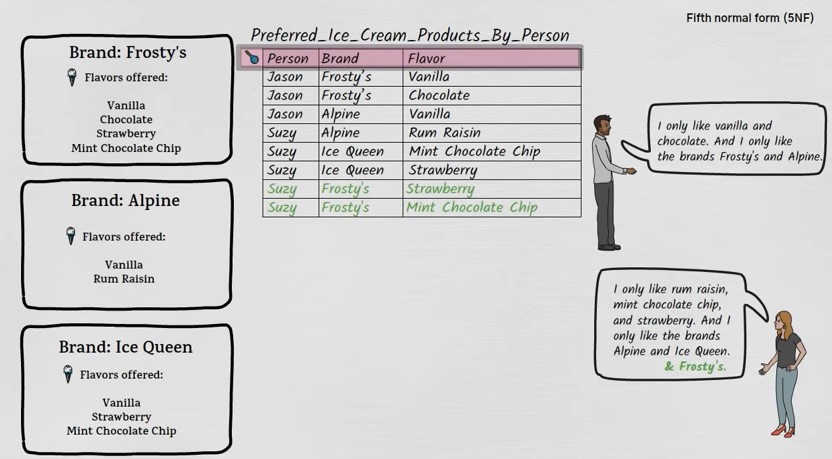 Fifth normal form (5NF)
Brand: Frosty's
Flavors offered:
Vanilla
Chocolate
Strawberry
Mint Chocolate Chip
Brand: Alpine
Flavors offered:
Vanilla
Rum Raisin
Brand: Ice Queen
Flavors offered:
Vanilla
Strawberry
Mint Chocolate Chip
Preferred_Ice_Cream_Products_By_Person
Person Brand Flavor
Jason Frosty's Vanilla
Jason Frosty's Chocolate
Jason Alpine Vanilla
Suzy Alpine Rum Raisin
Suzy Ice Queen Mint Chocolate Chip
Suzy Ice Queen Strawberry
Suzy Frosty's Strawberry
Suzy Frosty's Mint Chocolate Chip
I only like vanilla and
chocolate. And I only like
the brands Frosty's and Alpine.
I only like rum raisin,
mint chocolate chip,
and strawberry. And I
only like the brands
Alpine and Ice Queen.
& Frosty's.